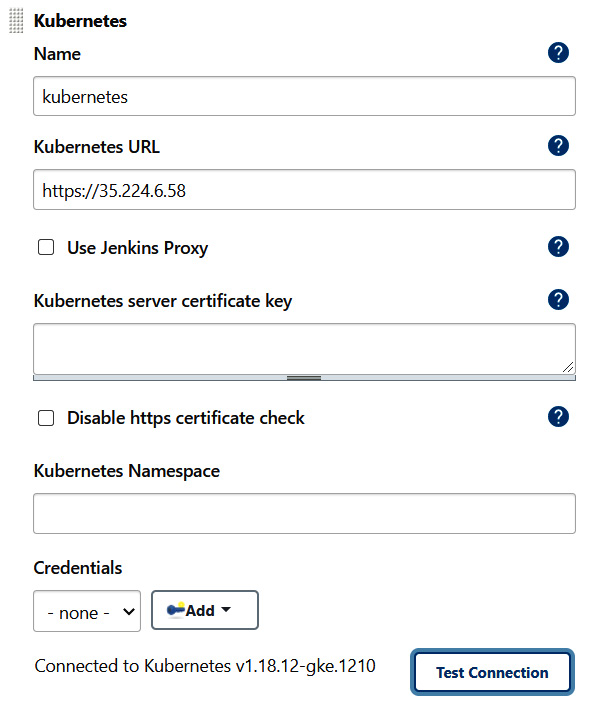 Kubernetes
Name
?
kubernetes
Kubernetes URL
?
https://35.224.6.58
Use Jenkins Proxy
?
Kubernetes server certificate key
?
Disable https certificate check
?
Kubernetes Namespace
Credentials
- none -
Add
Connected to Kubernetes v1.18.12-gke.1210
Test Connection